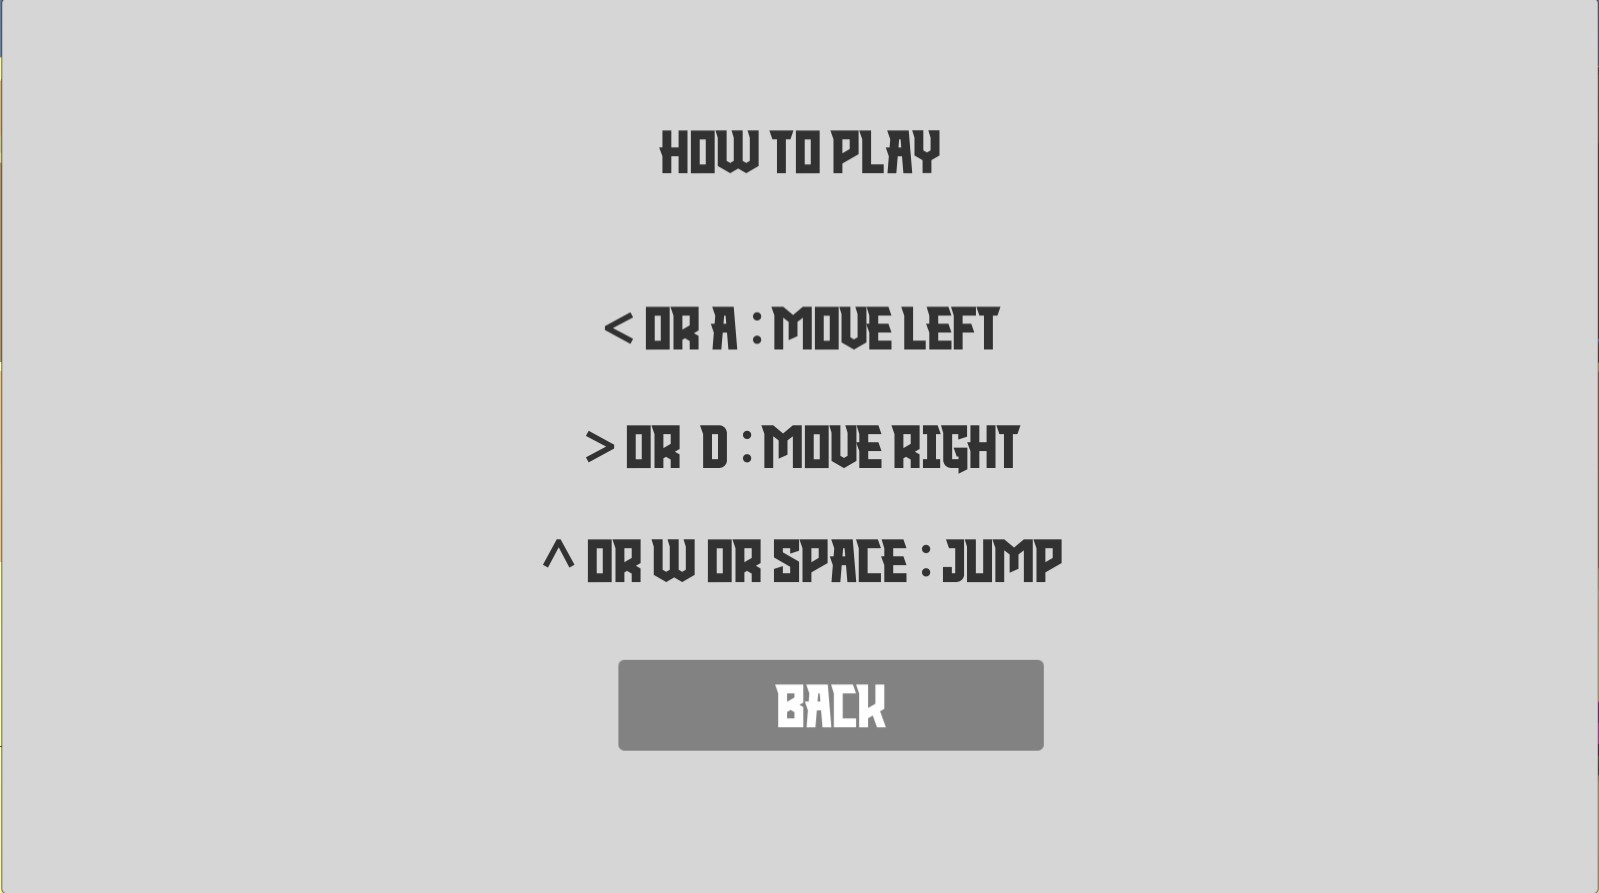 HOW TO PLAY
< OR A : MOVE LEFT
> OR D : MOVE RIGHT
^ OR W OR SPACE : JUMP
BACK